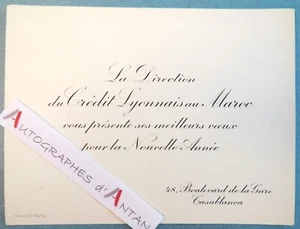 La Direction
du Crédit Lyonnais au Maroc
vous présente ses meilleurs vœux
pour la Nouvelle Année
AUTOGRAPHES d'ANTAN
48, Boulevard de la Gare
Casablanca